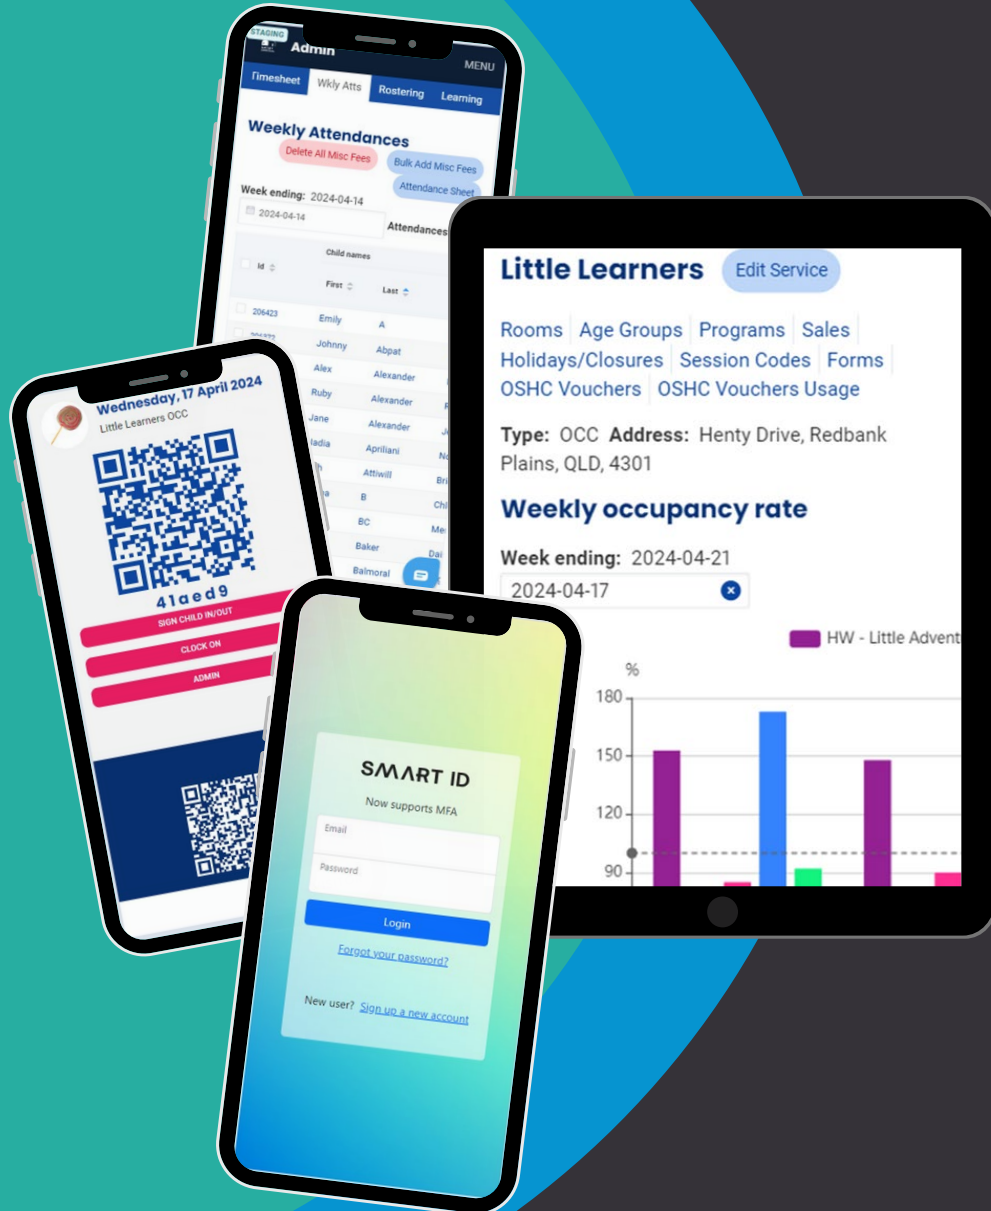 STAGING
Admin
MENU
Timesheet Wkly Atts Rostering Learning
Weekly Attendances
Delete All Misc Fees Bulk Add Misc Fees
Attendance Sheet
Week ending: 2024-04-14
2024-04-14
Attendances
Child names
Id First Last
206423 Emily A
Johnny Abpat
Alex Alexander
Ruby Alexander
Jane Alexander
Apriliani
Attiwill
B
BC
Baker
Balmoral
Little Learners Edit Service
Rooms Age Groups Programs Sales
Holidays/Closures Session Codes Forms
OSHC Vouchers OSHC Vouchers Usage
Type: OCC Address: Henty Drive, Redbank
Plains, QLD, 4301
Weekly occupancy rate
Week ending: 2024-04-21
2024-04-17
HW - Little Advent
%
180
150
120
90
Wednesday, 17 April 2024
Little Learners OCC
41aed9
SIGN CHILD IN/OUT
CLOCK ON
ADMIN
SMART ID
Now supports MFA
Email
Password
Login
Forgot your password?
New user? Sign up a new account